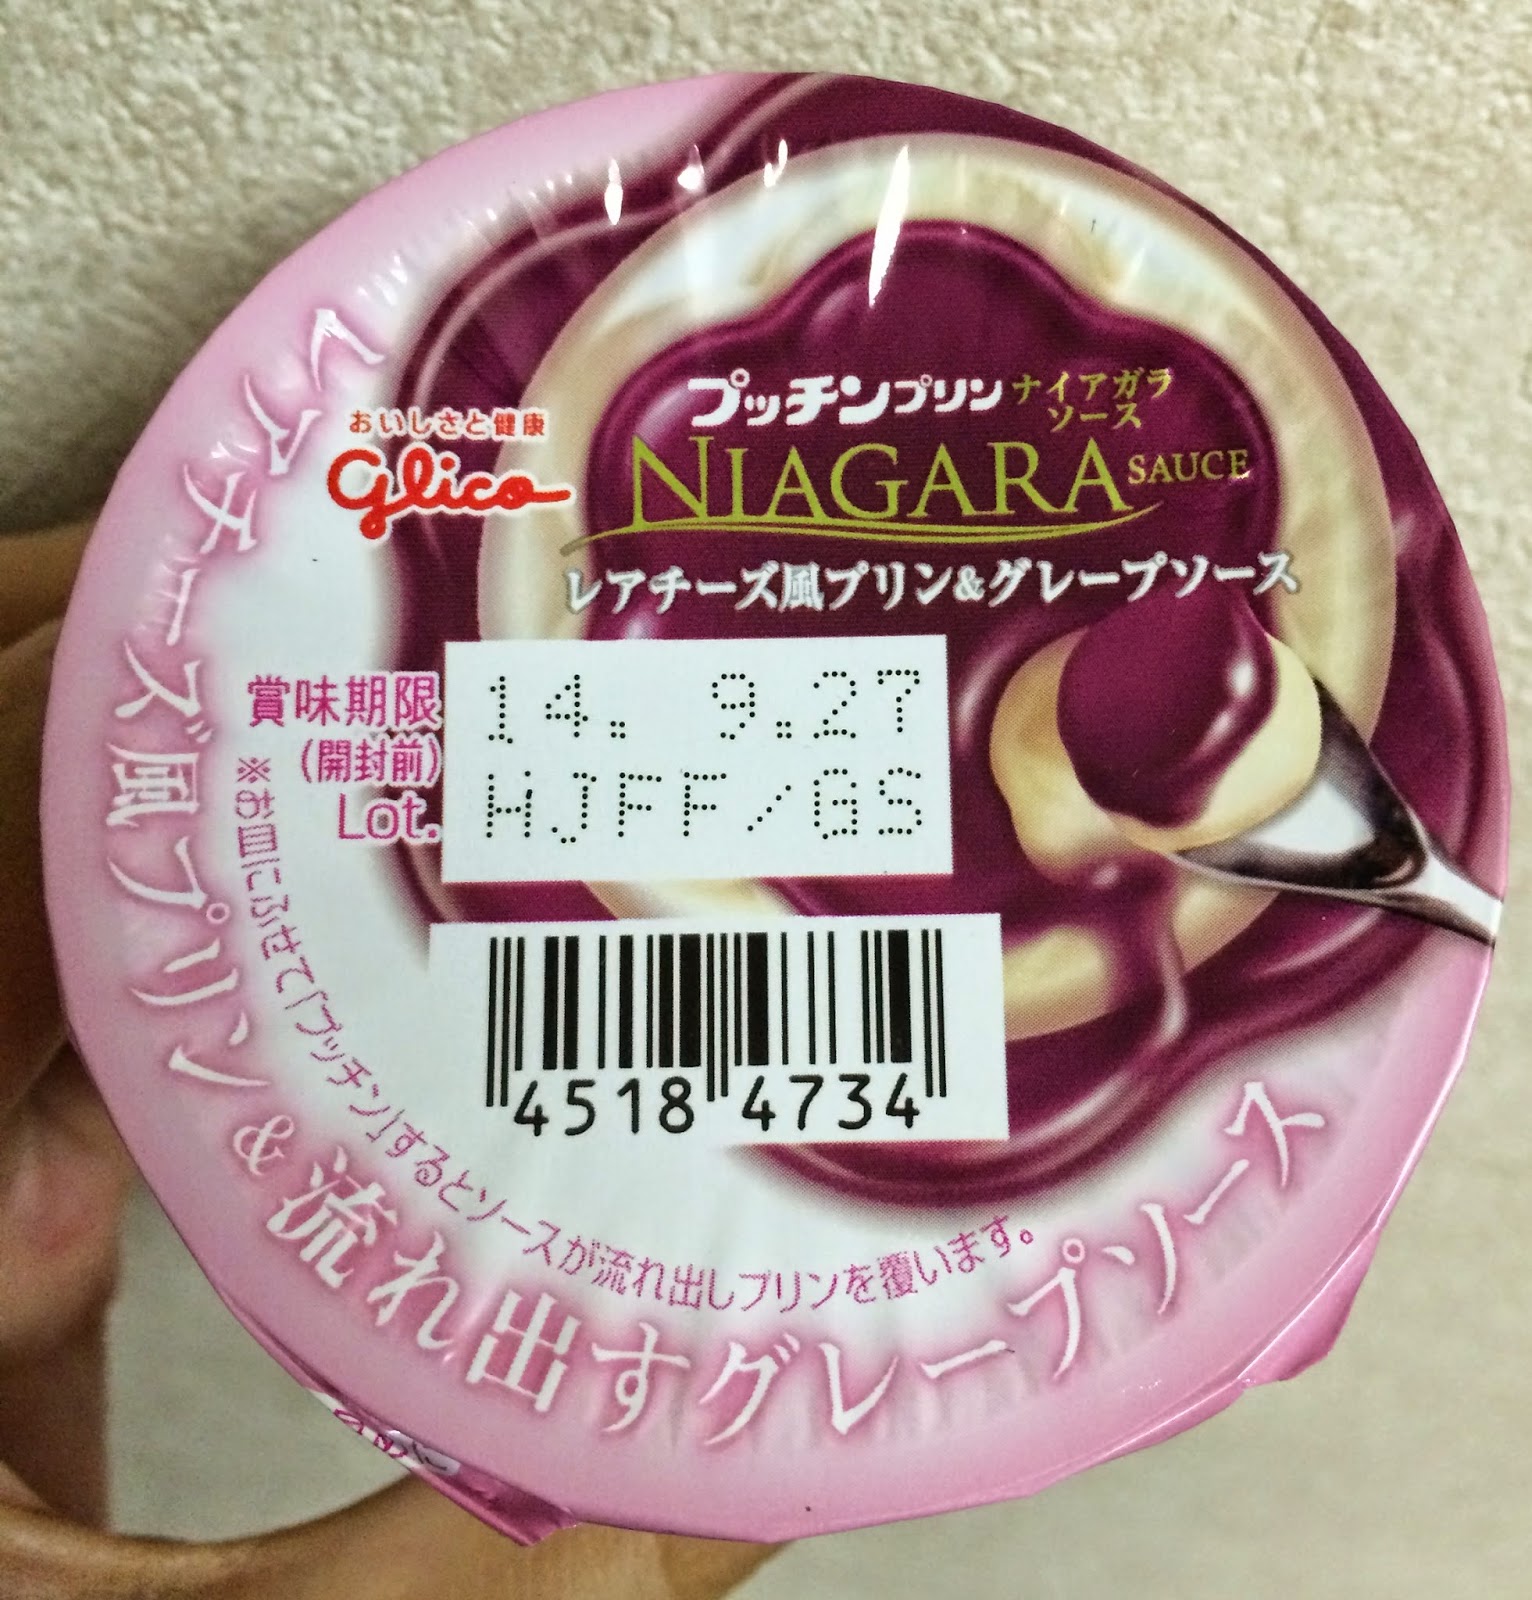 おいしさと健康
Glico
プッチンプリン ナイアガラ
ソース
NIAGARA SAUCE
レアチーズ風プリン&グレープソース
賞味期限
(開封前)
Lot.
14. 9.27
HJFF/GS
4518 4734
※お皿にふせて「プッチン」するとソースが流れ出しプリンを覆います。
レアチーズ風プリン&流れ出すグレープソース